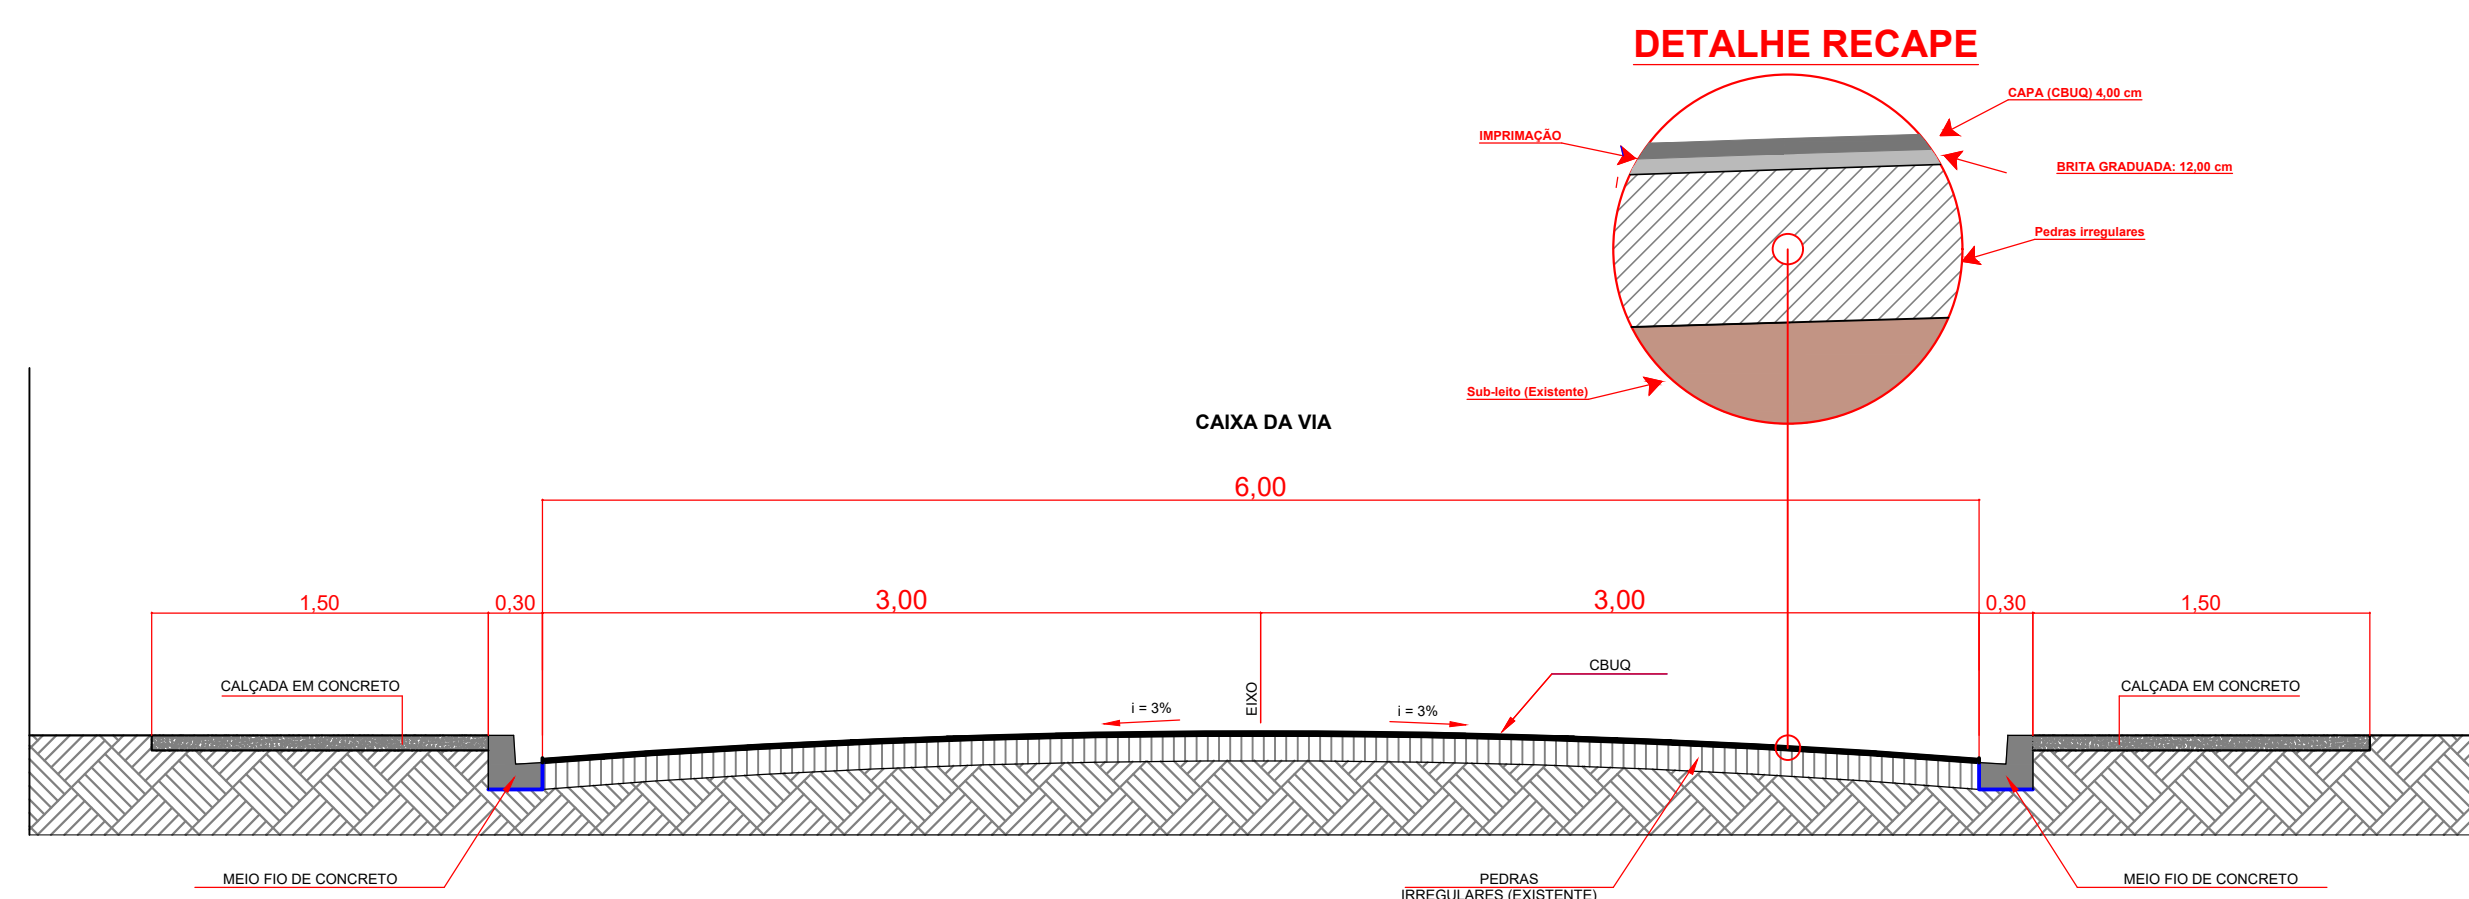 DETALHE RECAPE
CAPA (CBUQ) 4,00 cm
IMPRIMAÇÃO
BRITA GRADUADA: 12,00 cm
Pedras irregulares
Sub-leito (Existente)
CAIXA DA VIA
6,00
1,50
0,30
3,00
3,00
0,30
1,50
CALÇADA EM CONCRETO
i = 3%
EIXO
i = 3%
CBUQ
CALÇADA EM CONCRETO
MEIO FIO DE CONCRETO
PEDRAS
IRREGULARES (EXISTENTE)
MEIO FIO DE CONCRETO